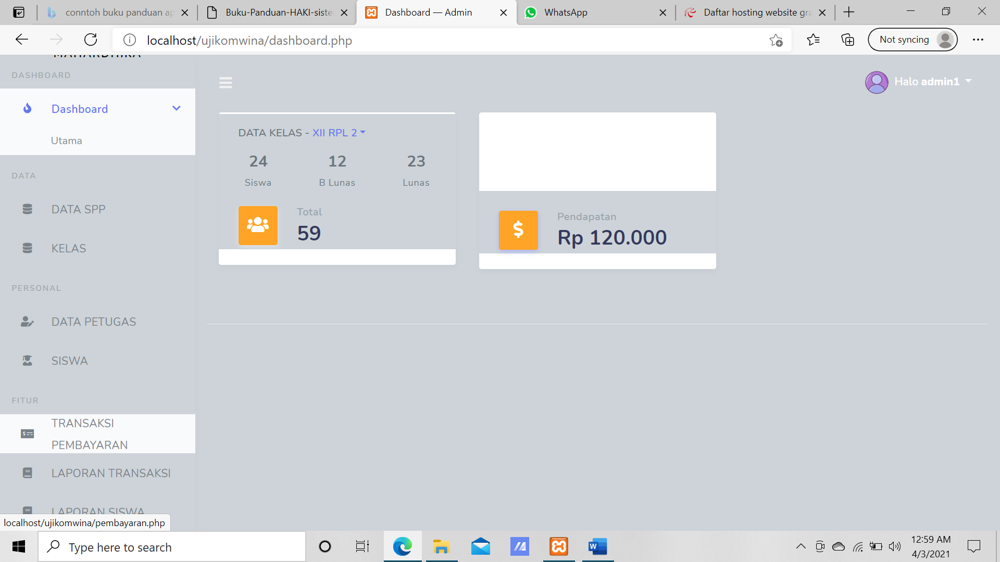 conntoh buku panduan ap
Buku-Panduan-HAKI-siste
Dashboard — Admin
WhatsApp
Daftar hosting website gra
localhost/ujikomwina/dashboard.php
Not syncing
MAHARDHIKA
DASHBOARD
Dashboard
Utama
DATA
DATA SPP
KELAS
PERSONAL
DATA PETUGAS
SISWA
FITUR
TRANSAKSI
PEMBAYARAN
LAPORAN TRANSAKSI
LAPORAN SISWA
localhost/ujikomwina/pembayaran.php
Halo admin1
DATA KELAS - XII RPL 2
24 12 23
Siswa B Lunas Lunas
Total
59
Pendapatan
Rp 120.000
Type here to search
12:59 AM
4/3/2021